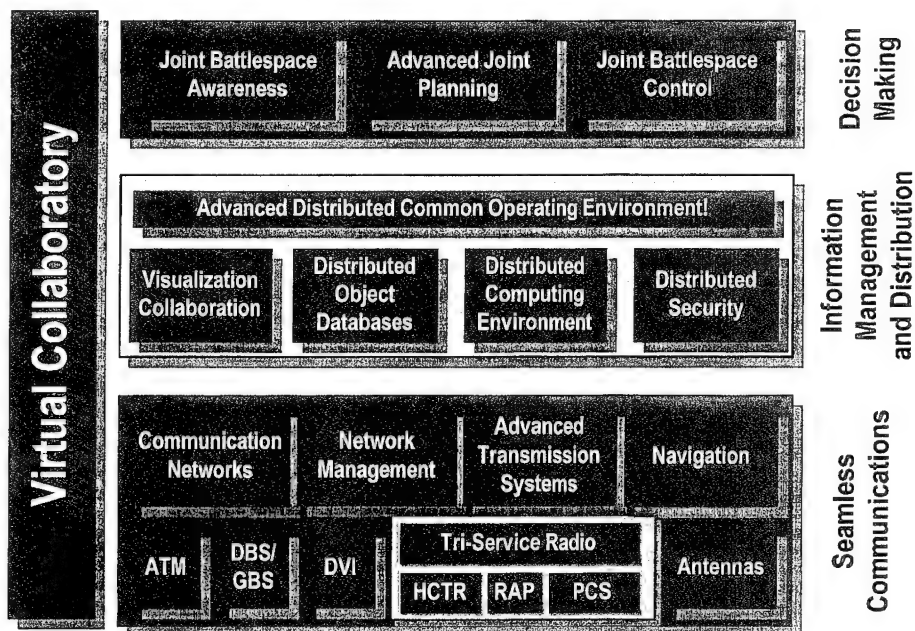 Virtual Collaboratory
Joint Battlespace
Awareness
Advanced Joint
Planning
Joint Battlespace
Control
Decision
Making
Advanced Distributed Common Operating Environment!
Visualization
Collaboration
Distributed
Object
Databases
Distributed
Computing
Environment
Distributed
Security
Information
Management
and Distribution
Communication
Networks
Network
Management
Advanced
Transmission
Systems
Navigation
ATM
DBS/
GBS
DVI
Tri-Service Radio
HCTR
RAP
PCS
Antennas
Seamless
Communications